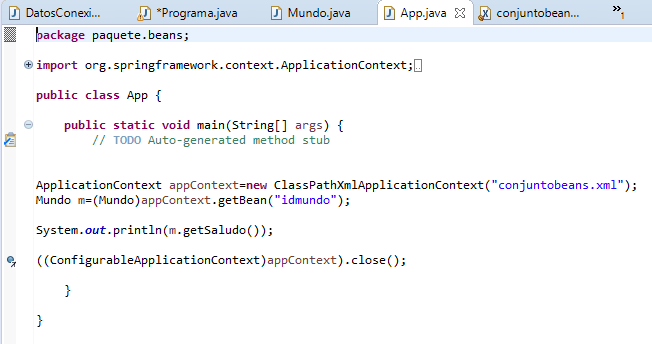 DatosConexi... *Programa.java Mundo.java App.java conjuntobean... »1
package paquete.beans;
import org.springframework.context.ApplicationContext;
public class App {
public static void main(String[] args) {
// TODO Auto-generated method stub
ApplicationContext appContext=new ClassPathXmlApplicationContext("conjuntobeans.xml");
Mundo m=(Mundo)appContext.getBean("idmundo");
System.out.println(m.getSaludo());
((ConfigurableApplicationContext)appContext).close();
}
}